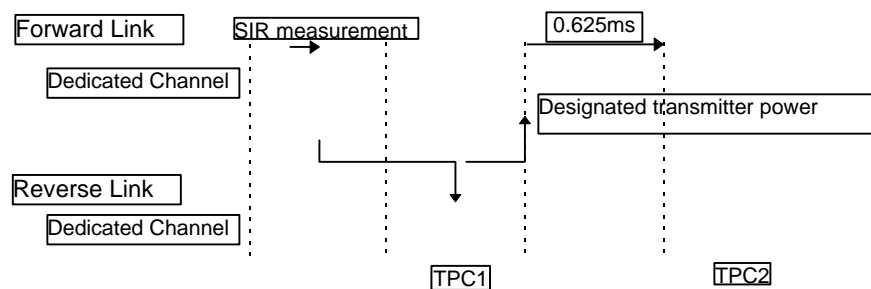 Forward Link
SIR measurement
0.625ms
Dedicated Channel
Designated transmitter power
Reverse Link
Dedicated Channel
TPC1
TPC2